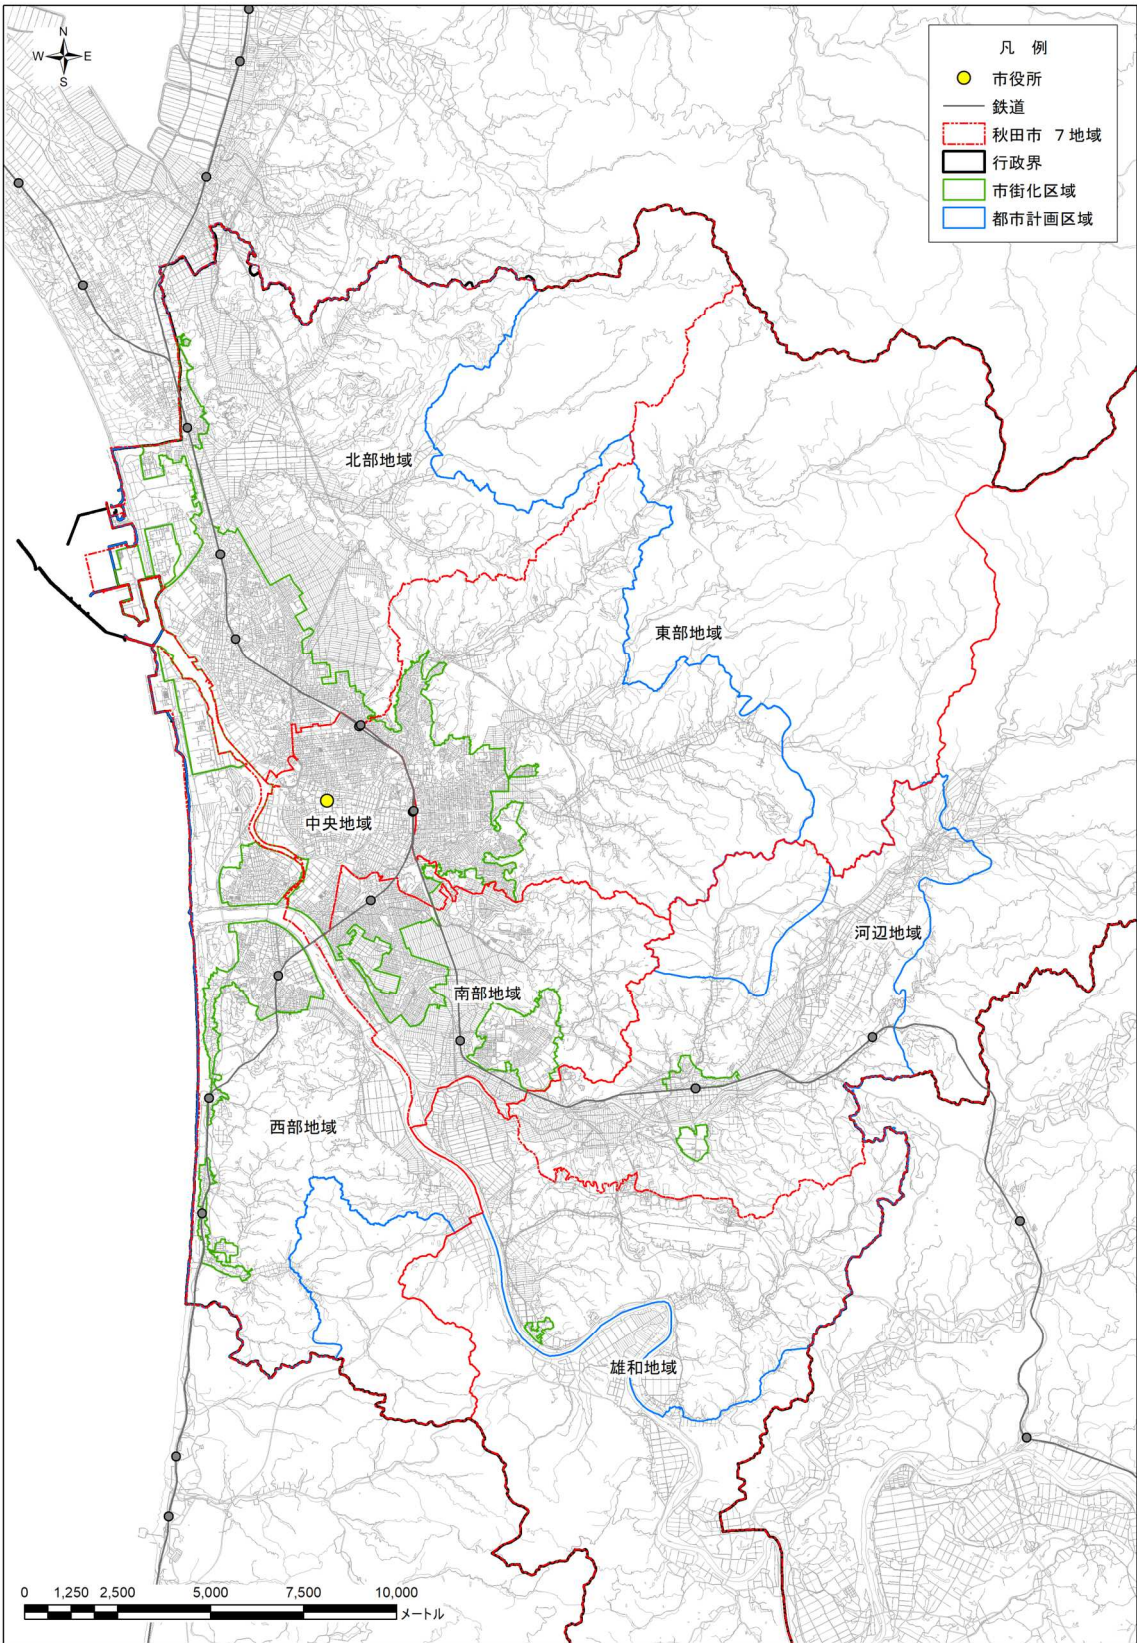 N
W E
S
凡 例
市役所
鉄道
秋田市 7地域
行政界
市街化区域
都市計画区域
北部地域
東部地域
中央地域
河辺地域
南部地域
西部地域
雄和地域
0 1,250 2,500 5,000 7,500 10,000
メートル